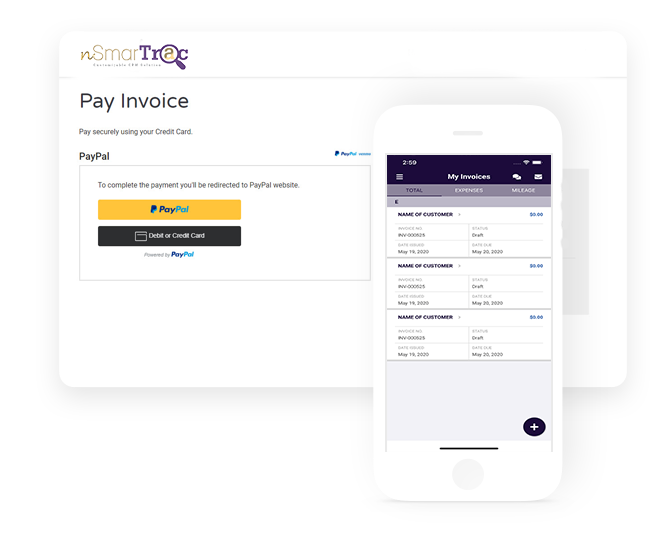 nSmarTrac
Customizable CRM Solution
Pay Invoice
Pay securely using your Credit Card.
PayPal
PayPal
To complete the payment you'll be redirected to PayPal website.
PayPal
Debit or Credit Card
Powered by PayPal
2:59
My Invoices
TOTAL EXPENSES MILEAGE
E
NAME OF CUSTOMER > $0.00
INVOICE NO. STATUS
INV-000525 Draft
DATE ISSUED DATE DUE
May 19, 2020 May 20, 2020
NAME OF CUSTOMER > $0.00
INVOICE NO. STATUS
INV-000525 Draft
DATE ISSUED DATE DUE
May 19, 2020 May 20, 2020
NAME OF CUSTOMER > $0.00
INVOICE NO. STATUS
INV-000525 Draft
DATE ISSUED DATE DUE
May 19, 2020 May 20, 2020